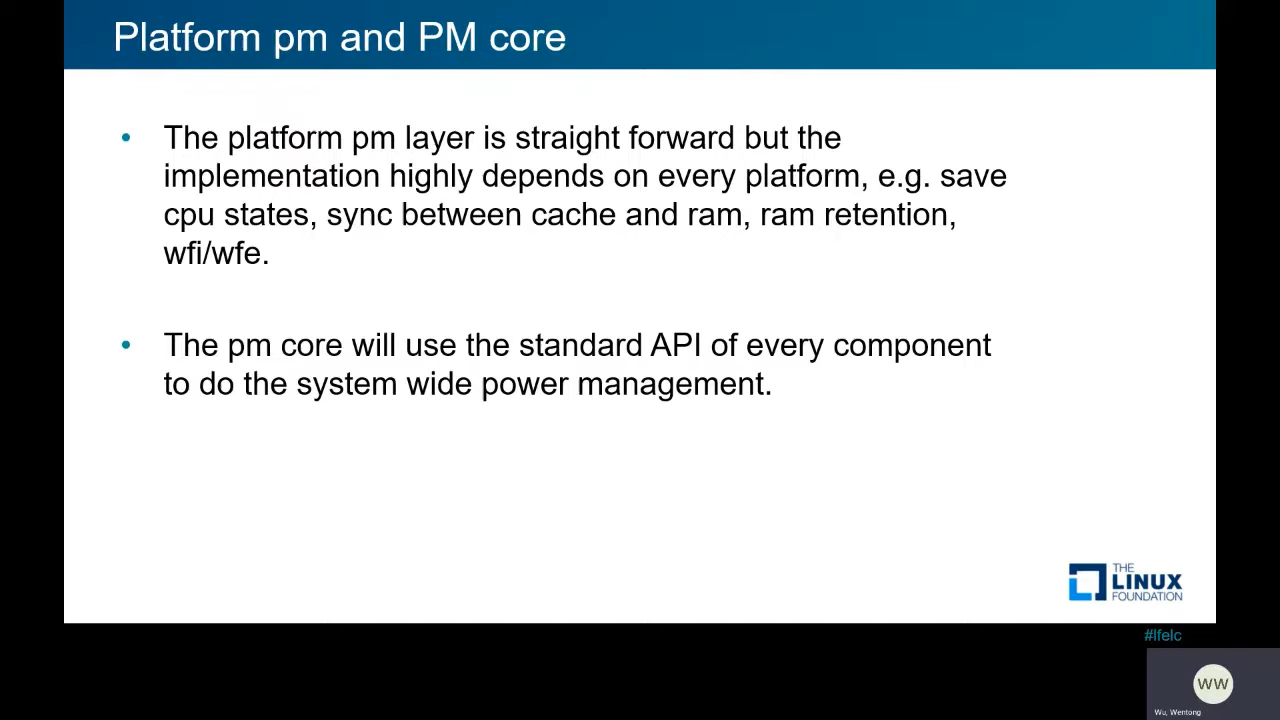 Platform pm and PM core
• The platform pm layer is straight forward but the
implementation highly depends on every platform, e.g. save
cpu states, sync between cache and ram, ram retention,
wfi/wfe.
• The pm core will use the standard API of every component
to do the system wide power management.
THE
LINUX
FOUNDATION
#lfelc
WW
Wu, Wentong